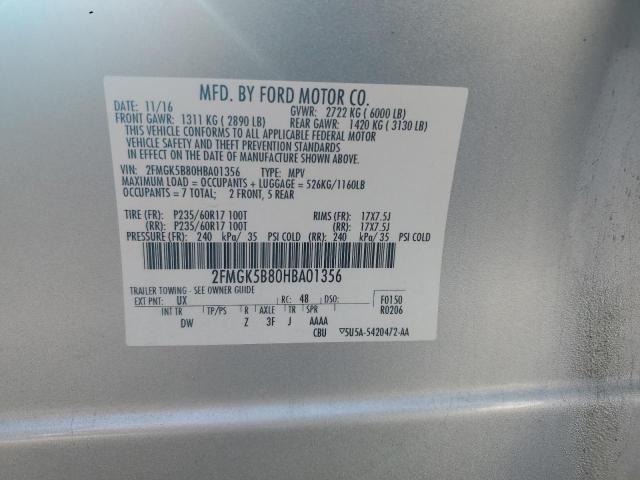 MFD. BY FORD MOTOR CO.
DATE: 11/16 GVWR: 2722 KG ( 6000 LB)
FRONT GAWR: 1311 KG ( 2890 LB) REAR GAWR: 1420 KG ( 3130 LB)
THIS VEHICLE CONFORMS TO ALL APPLICABLE FEDERAL MOTOR
VEHICLE SAFETY AND THEFT PREVENTION STANDARDS
IN EFFECT ON THE DATE OF MANUFACTURE SHOWN ABOVE.
VIN: 2FMGK5B80HBA01356 TYPE: MPV
MAXIMUM LOAD = OCCUPANTS + LUGGAGE = 526KG/1160LB
OCCUPANTS = 7 TOTAL; 2 FRONT, 5 REAR
TIRE (FR): P235/60R17 100T RIMS (FR): 17X7.5J
(RR): P235/60R17 100T (RR): 17X7.5J
PRESSURE (FR): 240 kPa/ 35 PSI COLD (RR): 240 kPa/ 35 PSI COLD
2FMGK5B80HBA01356
TRAILER TOWING - SEE OWNER GUIDE
EXT PNT: UX RC: 48 DSO: F0150
INT TR TP/PS R AXLE TR SPR R0206
DW Z 3F J AAAA
CBU ▽5U5A-5420472-AA